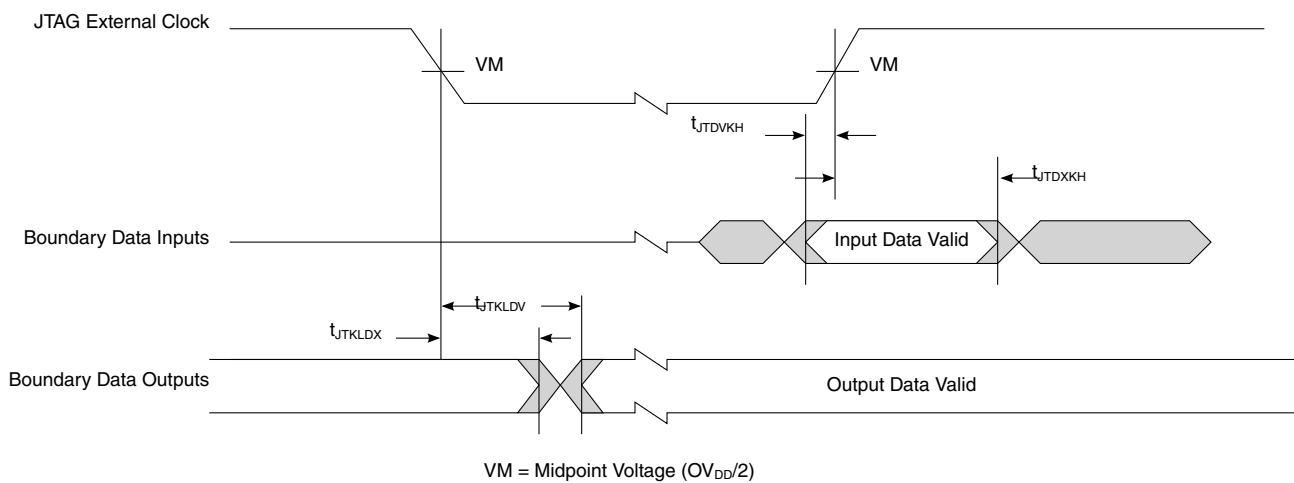 JTAG External Clock
VM
VM
tJTDVKH
tJTDXKH
Boundary Data Inputs
Input Data Valid
tJTKLDV
tJTKLDX
Boundary Data Outputs
Output Data Valid
VM = Midpoint Voltage (OVDD/2)